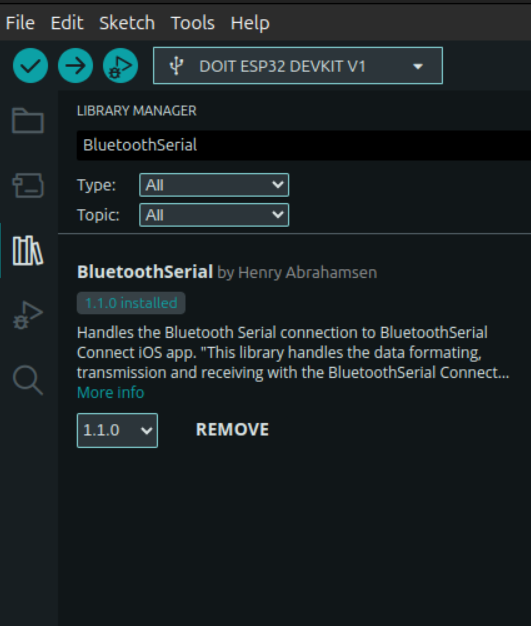 File Edit Sketch Tools Help
DOIT ESP32 DEVKIT V1
LIBRARY MANAGER
BluetoothSerial
Type: All
Topic: All
BluetoothSerial by Henry Abrahamsen
1.1.0 installed
Handles the Bluetooth Serial connection to BluetoothSerial
Connect iOS app. "This library handles the data formating,
transmission and receiving with the BluetoothSerial Connect...
More info
1.1.0 REMOVE